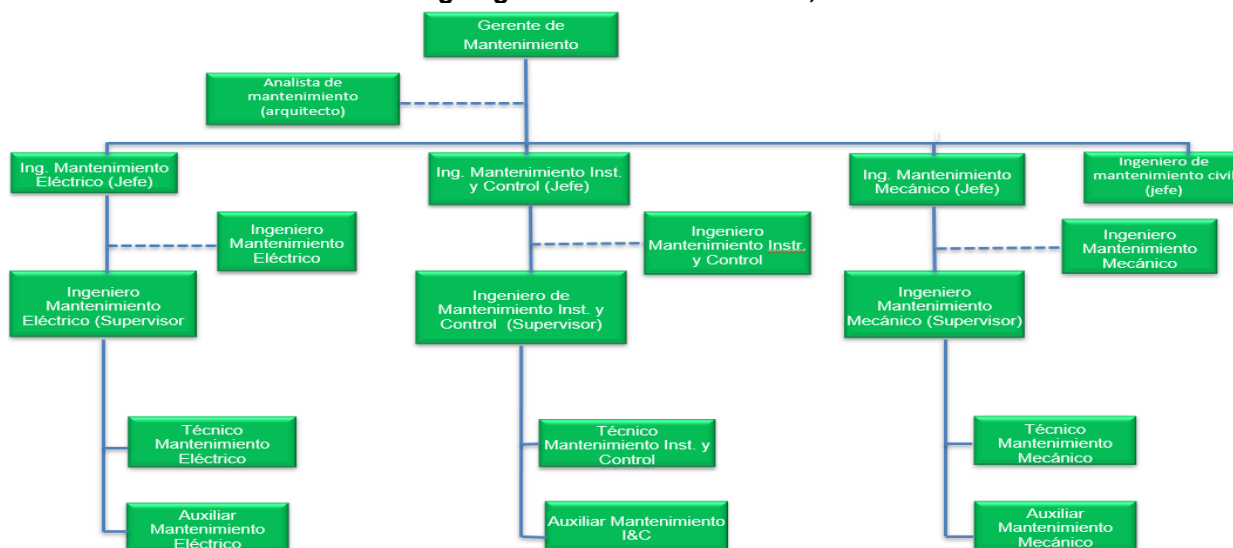 Gerente de
Mantenimiento
Analista de
mantenimiento
(arquitecto)
Ing. Mantenimiento
Eléctrico (Jefe)
Ing. Mantenimiento Inst.
y Control (Jefe)
Ing. Mantenimiento
Mecánico (Jefe)
Ingeniero de
mantenimiento civil
(jefe)
Ingeniero
Mantenimiento
Eléctrico
Ingeniero
Mantenimiento Instr.
y Control
Ingeniero
Mantenimiento
Mecánico
Ingeniero
Mantenimiento
Eléctrico (Supervisor
Ingeniero de
Mantenimiento Inst. y
Control (Supervisor)
Ingeniero
Mantenimiento
Mecánico (Supervisor)
Técnico
Mantenimiento
Eléctrico
Técnico
Mantenimiento Inst. y
Control
Técnico
Mantenimiento
Mecánico
Auxiliar
Mantenimiento
Eléctrico
Auxiliar Mantenimiento
I&C
Auxiliar
Mantenimiento
Mecánico